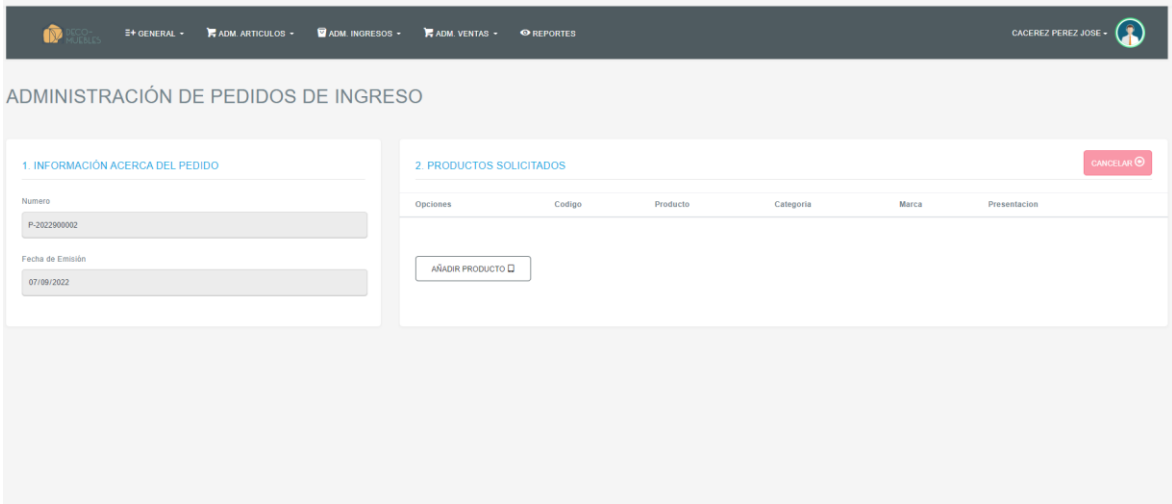 DECO-
MUEBLES
GENERAL
ADM. ARTICULOS
ADM. INGRESOS
ADM. VENTAS
REPORTES
CACEREZ PEREZ JOSE
ADMINISTRACIÓN DE PEDIDOS DE INGRESO
1. INFORMACIÓN ACERCA DEL PEDIDO
Numero
P-2022900002
Fecha de Emisión
07/09/2022
2. PRODUCTOS SOLICITADOS
CANCELAR
Opciones Codigo Producto Categoria Marca Presentacion
AÑADIR PRODUCTO